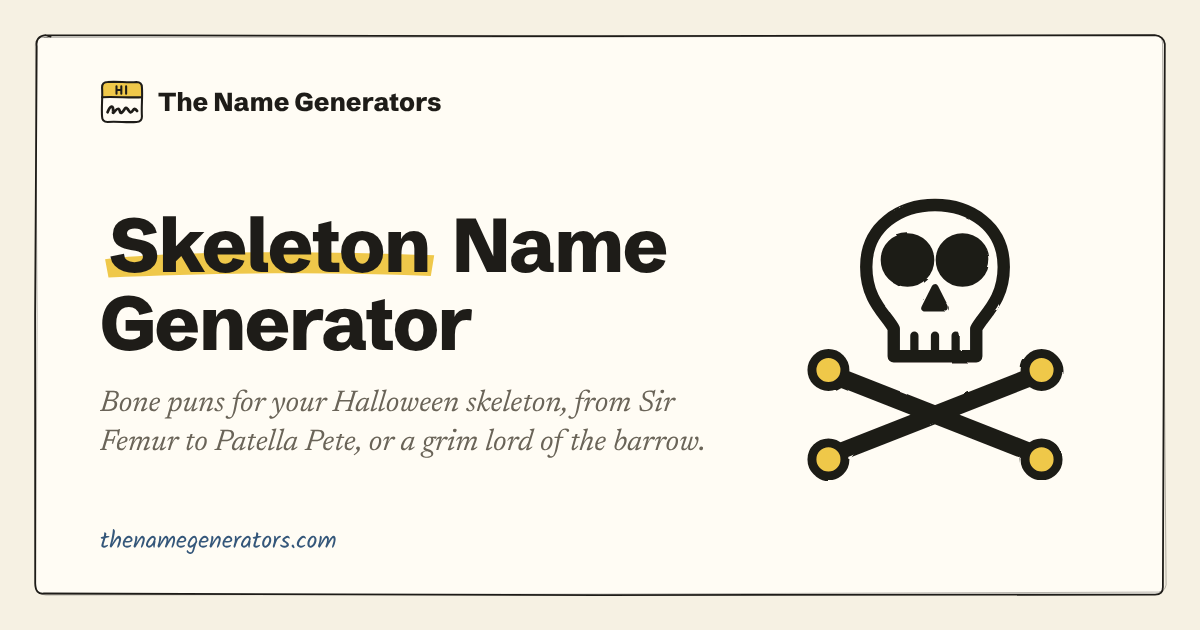 HI
The Name Generators
Skeleton Name
Generator
Bone puns for your Halloween skeleton, from Sir
Femur to Patella Pete, or a grim lord of the barrow.
thenamegenerators.com